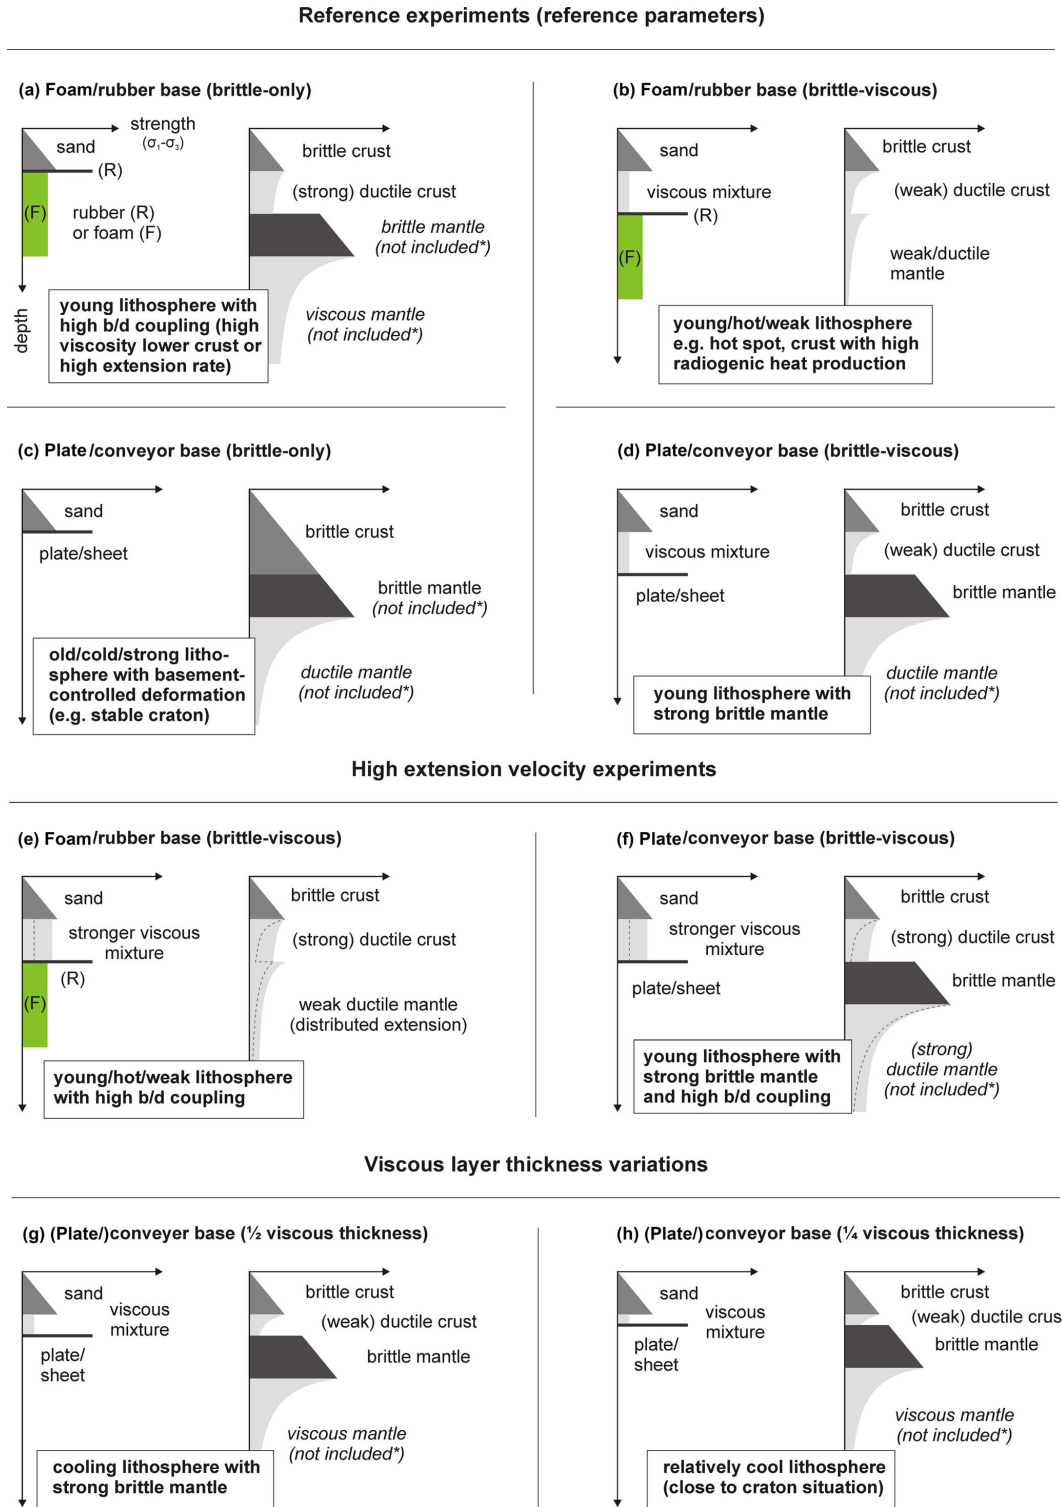 Reference experiments (reference parameters)
(a) Foam/rubber base (brittle-only)
strength
(σ₁-σ₃)
sand
(R)
(F)
rubber (R)
or foam (F)
depth
brittle crust
(strong) ductile crust
brittle mantle
(not included*)
viscous mantle
(not included*)
young lithosphere with
high b/d coupling (high
viscosity lower crust or
high extension rate)
(b) Foam/rubber base (brittle-viscous)
sand
viscous mixture
(R)
(F)
brittle crust
(weak) ductile crust
weak/ductile
mantle
young/hot/weak lithosphere
e.g. hot spot, crust with high
radiogenic heat production
(c) Plate/conveyor base (brittle-only)
sand
plate/sheet
brittle crust
brittle mantle
(not included*)
ductile mantle
(not included*)
old/cold/strong litho-
sphere with basement-
controlled deformation
(e.g. stable craton)
(d) Plate/conveyor base (brittle-viscous)
sand
viscous mixture
plate/sheet
brittle crust
(weak) ductile crust
brittle mantle
ductile mantle
(not included*)
young lithosphere with
strong brittle mantle
High extension velocity experiments
(e) Foam/rubber base (brittle-viscous)
sand
stronger viscous
mixture
(R)
(F)
brittle crust
(strong) ductile crust
weak ductile mantle
(distributed extension)
young/hot/weak lithosphere
with high b/d coupling
(f) Plate/conveyor base (brittle-viscous)
sand
stronger viscous
mixture
plate/sheet
brittle crust
(strong) ductile crust
brittle mantle
(strong)
ductile mantle
(not included*)
young lithosphere with
strong brittle mantle
and high b/d coupling
Viscous layer thickness variations
(g) (Plate/)conveyer base (½ viscous thickness)
sand
viscous
mixture
plate/
sheet
brittle crust
(weak) ductile crust
brittle mantle
viscous mantle
(not included*)
cooling lithosphere with
strong brittle mantle
(h) (Plate/)conveyor base (¼ viscous thickness)
sand
viscous
mixture
plate/
sheet
brittle crust
(weak) ductile crus
brittle mantle
viscous mantle
(not included*)
relatively cool lithosphere
(close to craton situation)